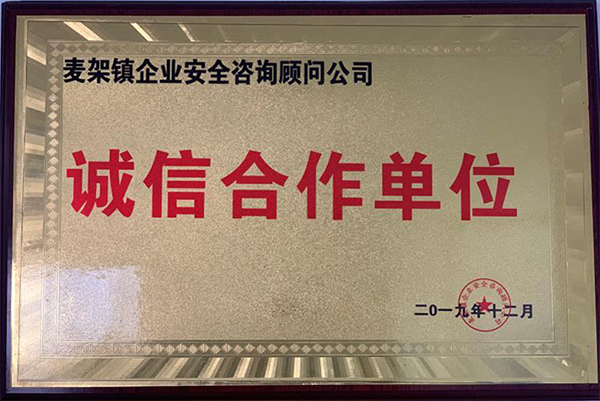 麦架镇企业安全咨询顾问公司
诚信合作单位
二0一九年十二月